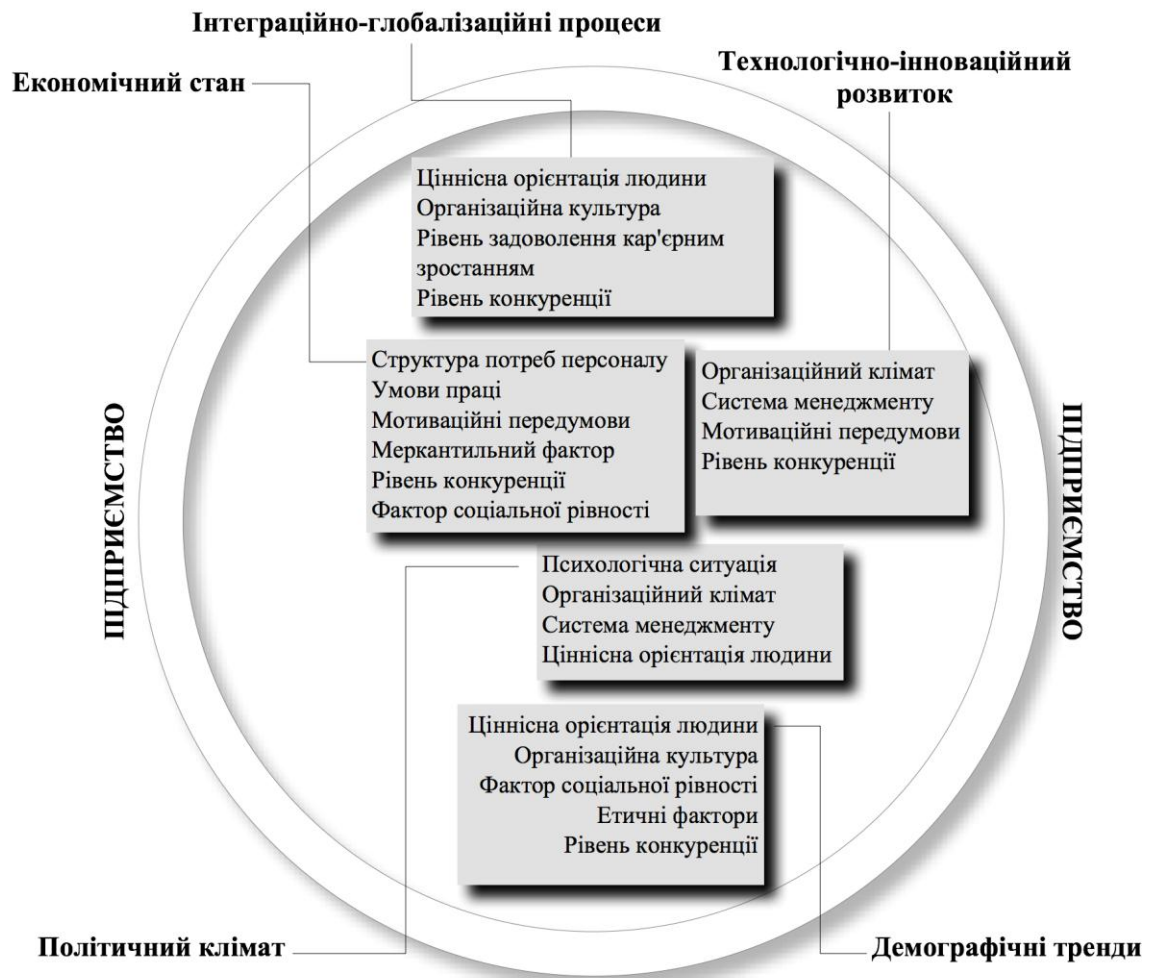 Інтеграційно-глобалізаційні процеси
Економічний стан
Технологічно-інноваційний
розвиток
Ціннісна орієнтація людини
Організаційна культура
Рівень задоволення кар'єрним
зростанням
Рівень конкуренції
Структура потреб персоналу
Умови праці
Мотиваційні передумови
Меркантильний фактор
Рівень конкуренції
Фактор соціальної рівності
Організаційний клімат
Система менеджменту
Мотиваційні передумови
Рівень конкуренції
ПІДПРИЄМСТВО
ПІДПРИЄМСТВО
Психологічна ситуація
Організаційний клімат
Система менеджменту
Ціннісна орієнтація людини
Ціннісна орієнтація людини
Організаційна культура
Фактор соціальної рівності
Етичні фактори
Рівень конкуренції
Політичний клімат
Демографічні тренди